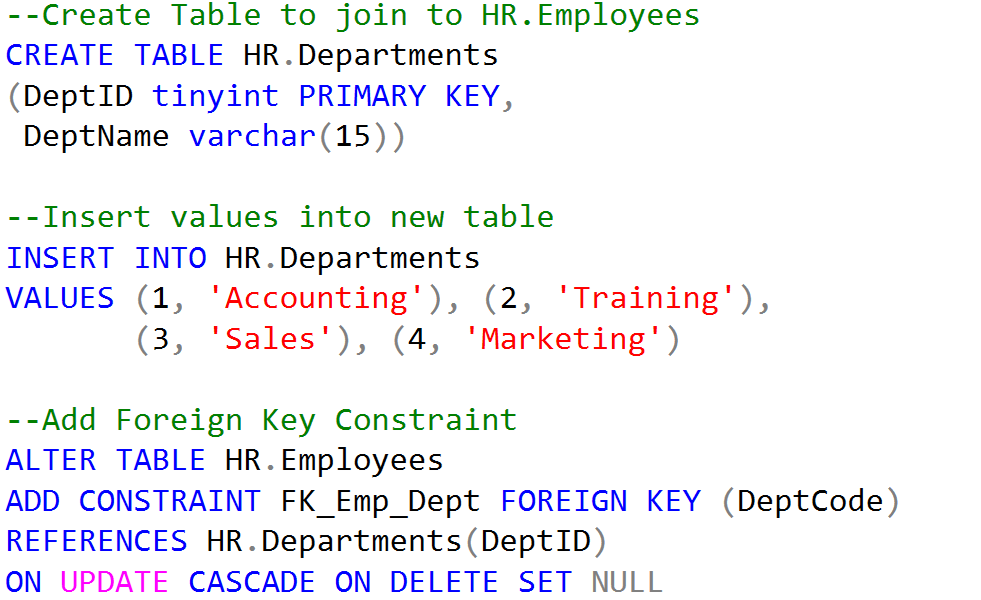 --Create Table to join to HR.Employees
CREATE TABLE HR.Departments
(DeptID tinyint PRIMARY KEY,
 DeptName varchar(15))

--Insert values into new table
INSERT INTO HR.Departments
VALUES (1, 'Accounting'), (2, 'Training'),
       (3, 'Sales'), (4, 'Marketing')

--Add Foreign Key Constraint
ALTER TABLE HR.Employees
ADD CONSTRAINT FK_Emp_Dept FOREIGN KEY (DeptCode)
REFERENCES HR.Departments(DeptID)
ON UPDATE CASCADE ON DELETE SET NULL